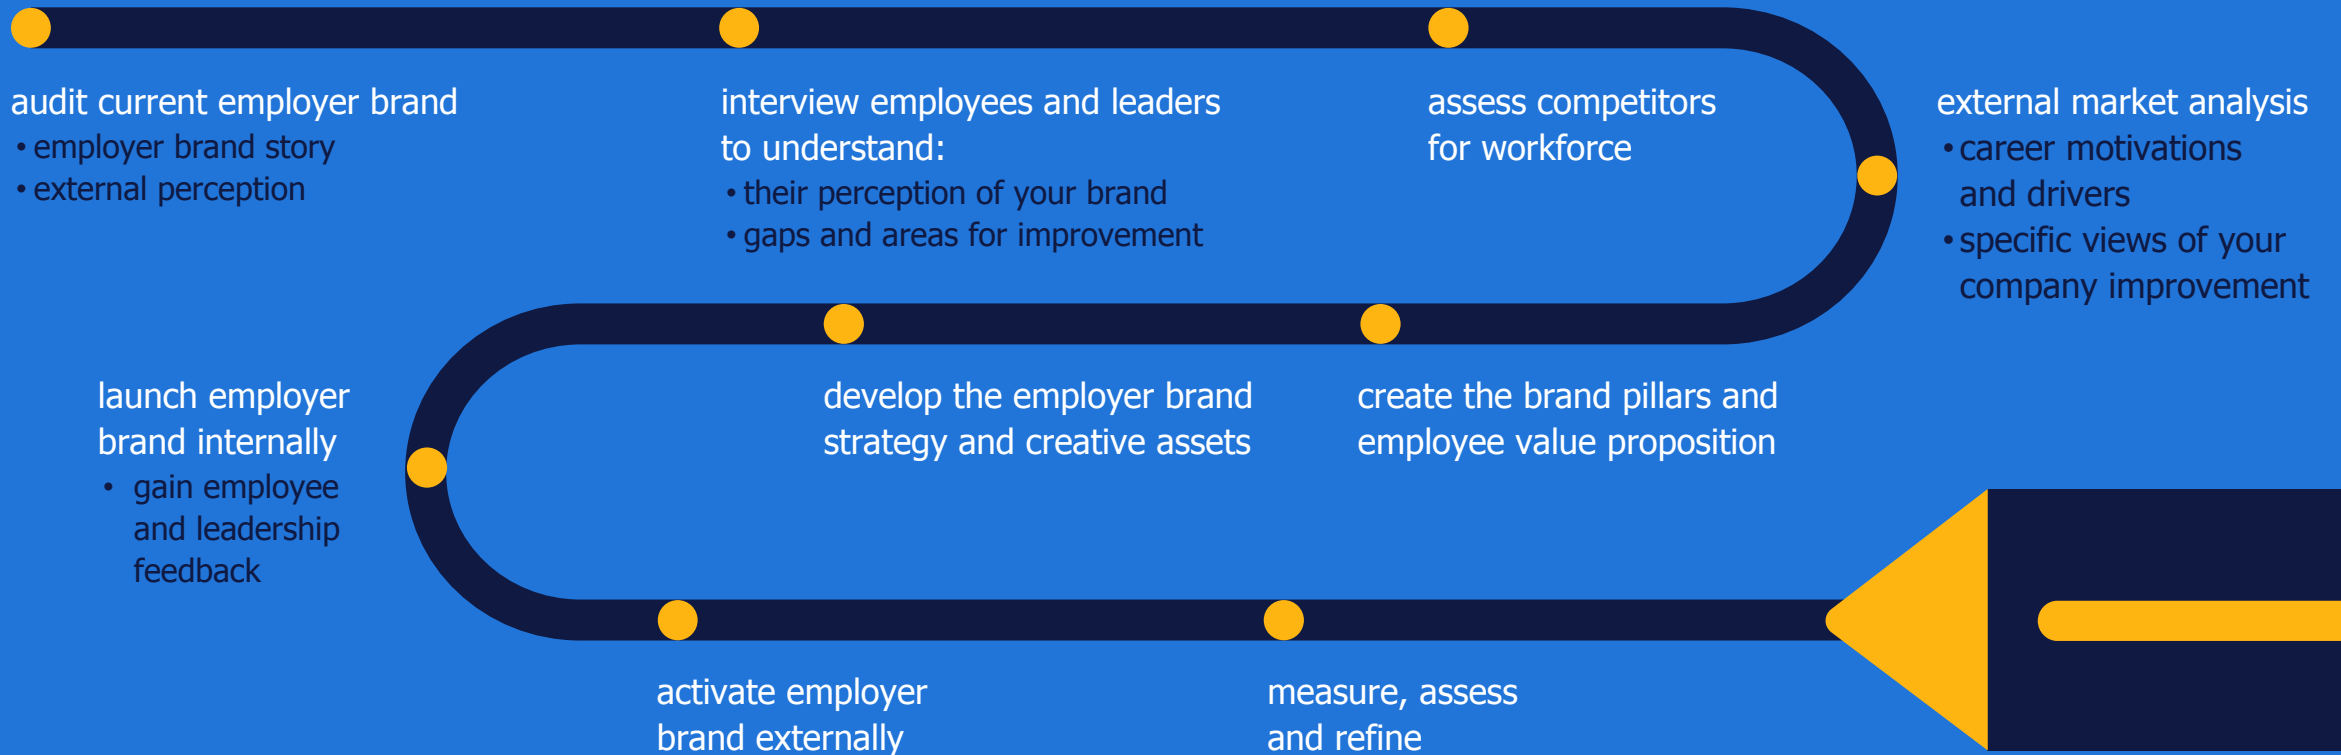 audit current employer brand
• employer brand story
• external perception
interview employees and leaders
to understand:
• their perception of your brand
• gaps and areas for improvement
assess competitors
for workforce
external market analysis
• career motivations
and drivers
• specific views of your
company improvement
create the brand pillars and
employee value proposition
develop the employer brand
strategy and creative assets
launch employer
brand internally
• gain employee
and leadership
feedback
activate employer
brand externally
measure, assess
and refine